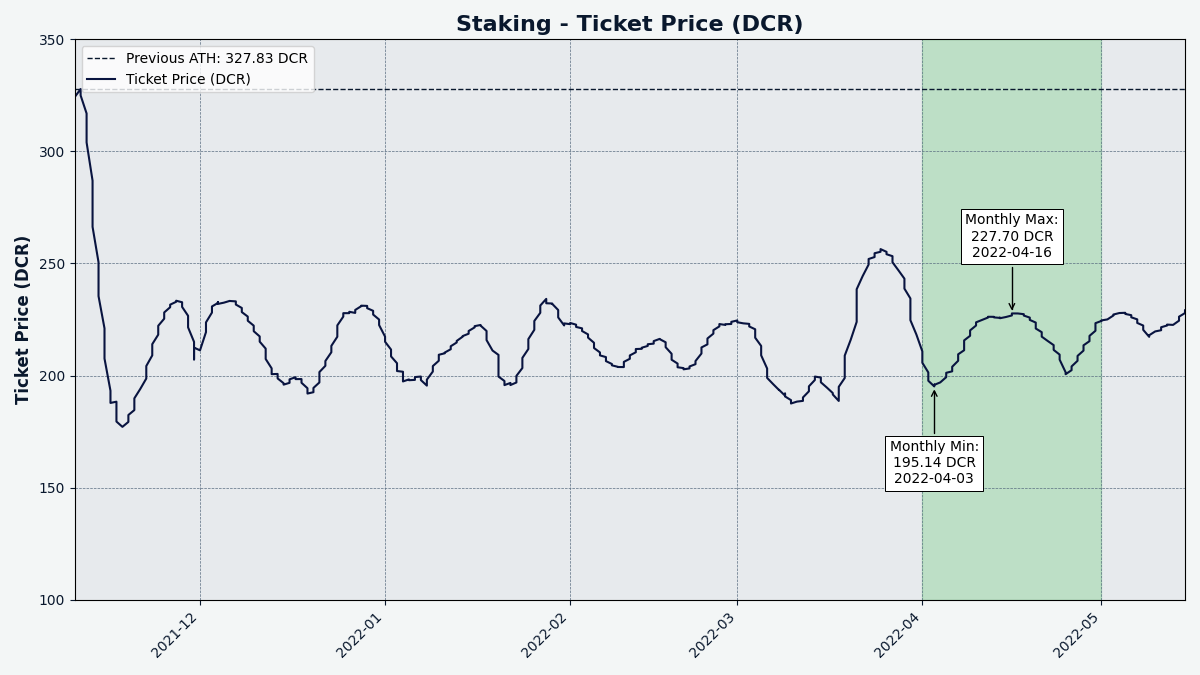 Staking - Ticket Price (DCR)
Previous ATH: 327.83 DCR
Ticket Price (DCR)
Ticket Price (DCR)
350
300
250
200
150
100
Monthly Max:
227.70 DCR
2022-04-16
Monthly Min:
195.14 DCR
2022-04-03
2021-12
2022-01
2022-02
2022-03
2022-04
2022-05